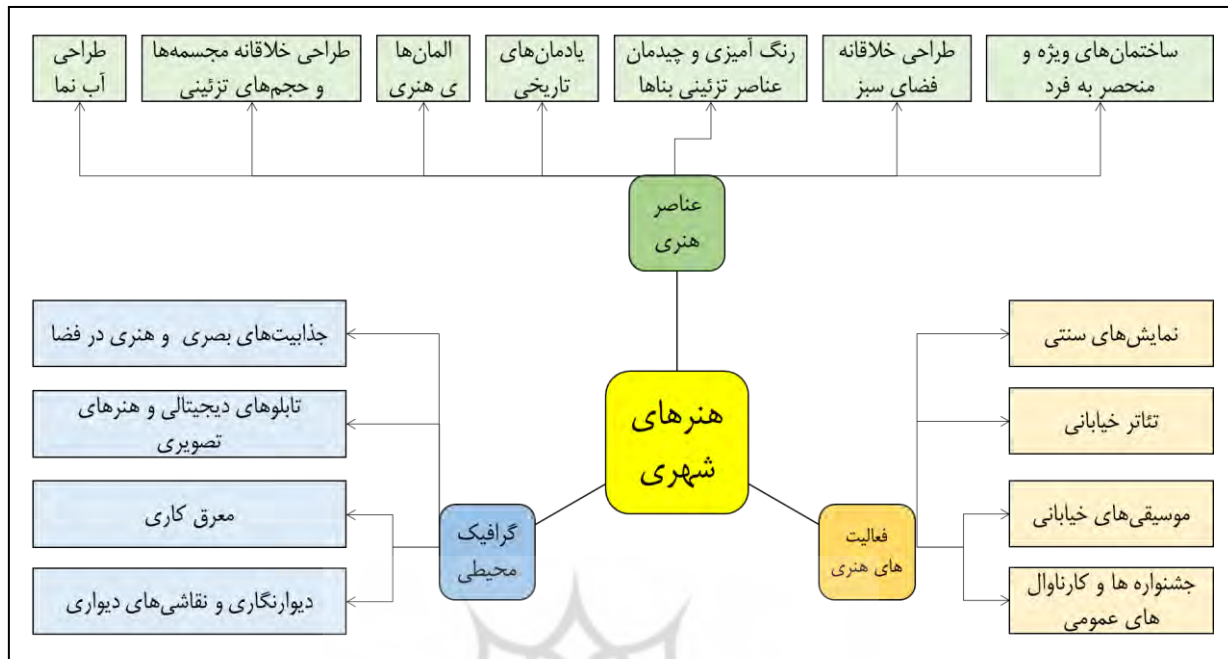 ساختمان‌های ویژه و
منحصر به فرد
طراحی خلاقانه
فضای سبز
رنگ آمیزی و چیدمان
عناصر تزئینی بناها
یادمان‌های
تاریخی
المان‌ها
ی هنری
طراحی خلاقانه مجسمه‌ها
و حجم‌های تزئینی
طراحی
آب نما
عناصر
هنری
نمایش‌های سنتی
تئاتر خیابانی
موسیقی‌های خیابانی
جشنواره ها و کارناوال
های عمومی
فعالیت
های هنری
هنرهای
شهری
گرافیک
محیطی
جذابیت‌های بصری و هنری در فضا
تابلوهای دیجیتالی و هنرهای
تصویری
معرق کاری
دیوارنگاری و نقاشی‌های دیواری